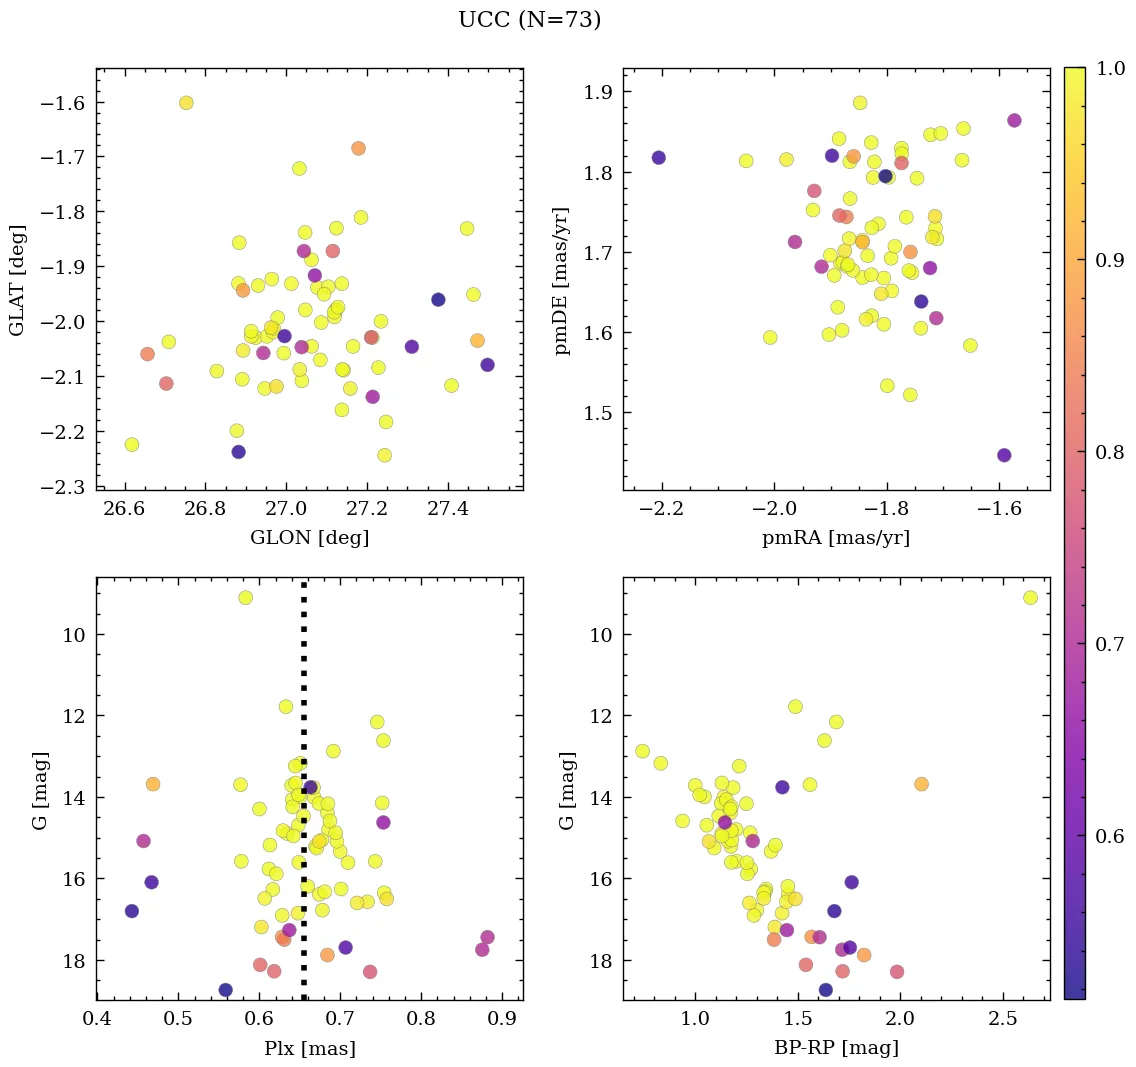 UCC (N=73)
−1.6
−1.7
−1.8
−1.9
−2.0
−2.1
−2.2
−2.3
GLAT [deg]
26.6 26.8 27.0 27.2 27.4
GLON [deg]
1.9
1.8
1.7
1.6
1.5
pmDE [mas/yr]
−2.2 −2.0 −1.8 −1.6
pmRA [mas/yr]
10
12
14
16
18
G [mag]
0.4 0.5 0.6 0.7 0.8 0.9
Plx [mas]
10
12
14
16
18
G [mag]
1.0 1.5 2.0 2.5
BP-RP [mag]
1.0
0.9
0.8
0.7
0.6